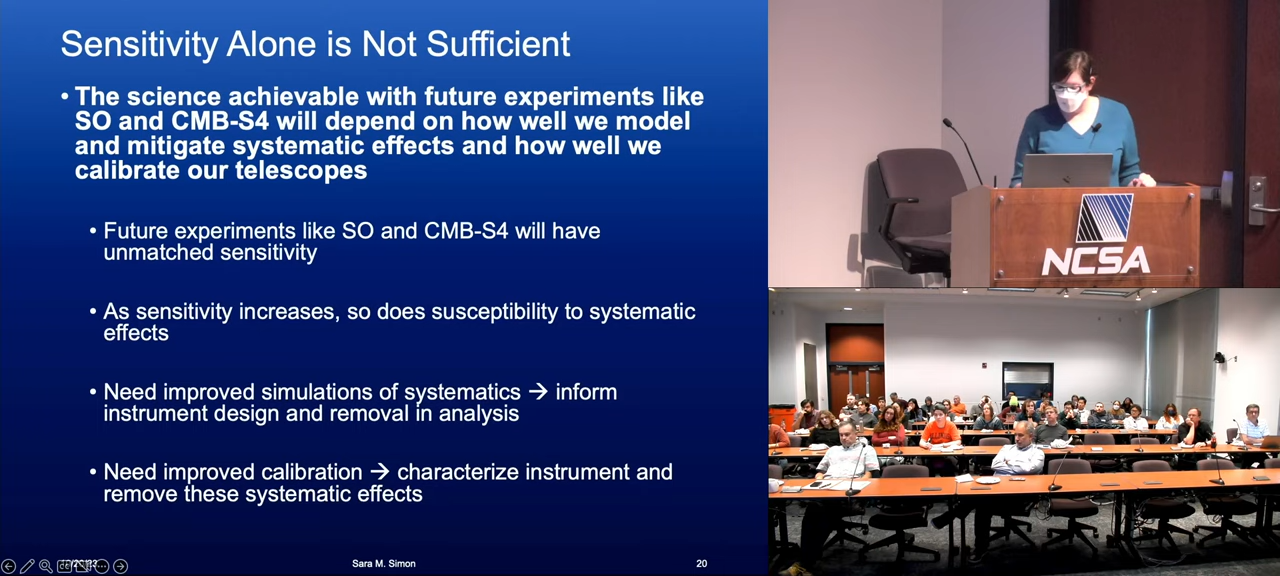 Sensitivity Alone is Not Sufficient
• The science achievable with future experiments like
SO and CMB-S4 will depend on how well we model
and mitigate systematic effects and how well we
calibrate our telescopes
• Future experiments like SO and CMB-S4 will have
unmatched sensitivity
• As sensitivity increases, so does susceptibility to systematic
effects
• Need improved simulations of systematics → inform
instrument design and removal in analysis
• Need improved calibration → characterize instrument and
remove these systematic effects
Sara M. Simon
20
NCSA